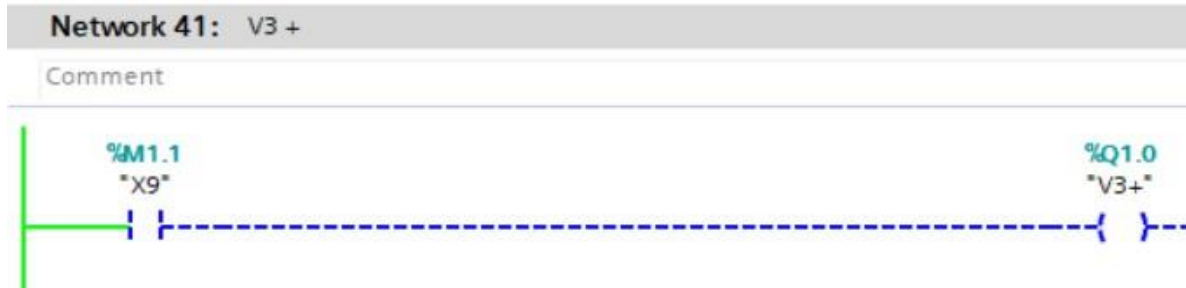 Network 41: V3 +
Comment
%M1.1 %Q1.0
"X9" "V3+"